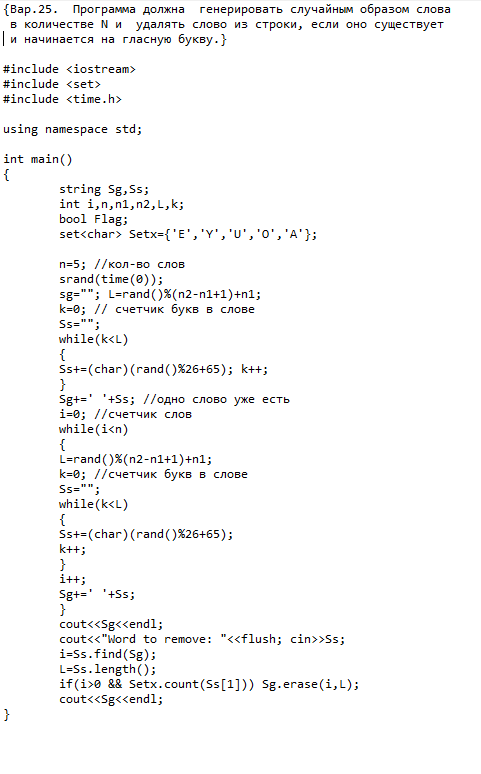 {Вар.25.  Программа должна  генерировать случайным образом слова
 в количестве N и  удалять слово из строки, если оно существует
 и начинается на гласную букву.}

#include <iostream>
#include <set>
#include <time.h>

using namespace std;

int main()
{
        string Sg,Ss;
        int i,n,n1,n2,L,k;
        bool Flag;
        set<char> Setx={'E','Y','U','O','A'};

        n=5; //кол-во слов
        srand(time(0));
        sg=""; L=rand()%(n2-n1+1)+n1;
        k=0; // счетчик букв в слове
        Ss="";
        while(k<L)
        {
        Ss+=(char)(rand()%26+65); k++;
        }
        Sg+=' '+Ss; //одно слово уже есть
        i=0; //счетчик слов
        while(i<n)
        {
        L=rand()%(n2-n1+1)+n1;
        k=0; //счетчик букв в слове
        Ss="";
        while(k<L)
        {
        Ss+=(char)(rand()%26+65);
        k++;
        }
        i++;
        Sg+=' '+Ss;
        }
        cout<<Sg<<endl;
        cout<<"Word to remove: "<<flush; cin>>Ss;
        i=Ss.find(Sg);
        L=Ss.length();
        if(i>0 && Setx.count(Ss[1])) Sg.erase(i,L);
        cout<<Sg<<endl;
}